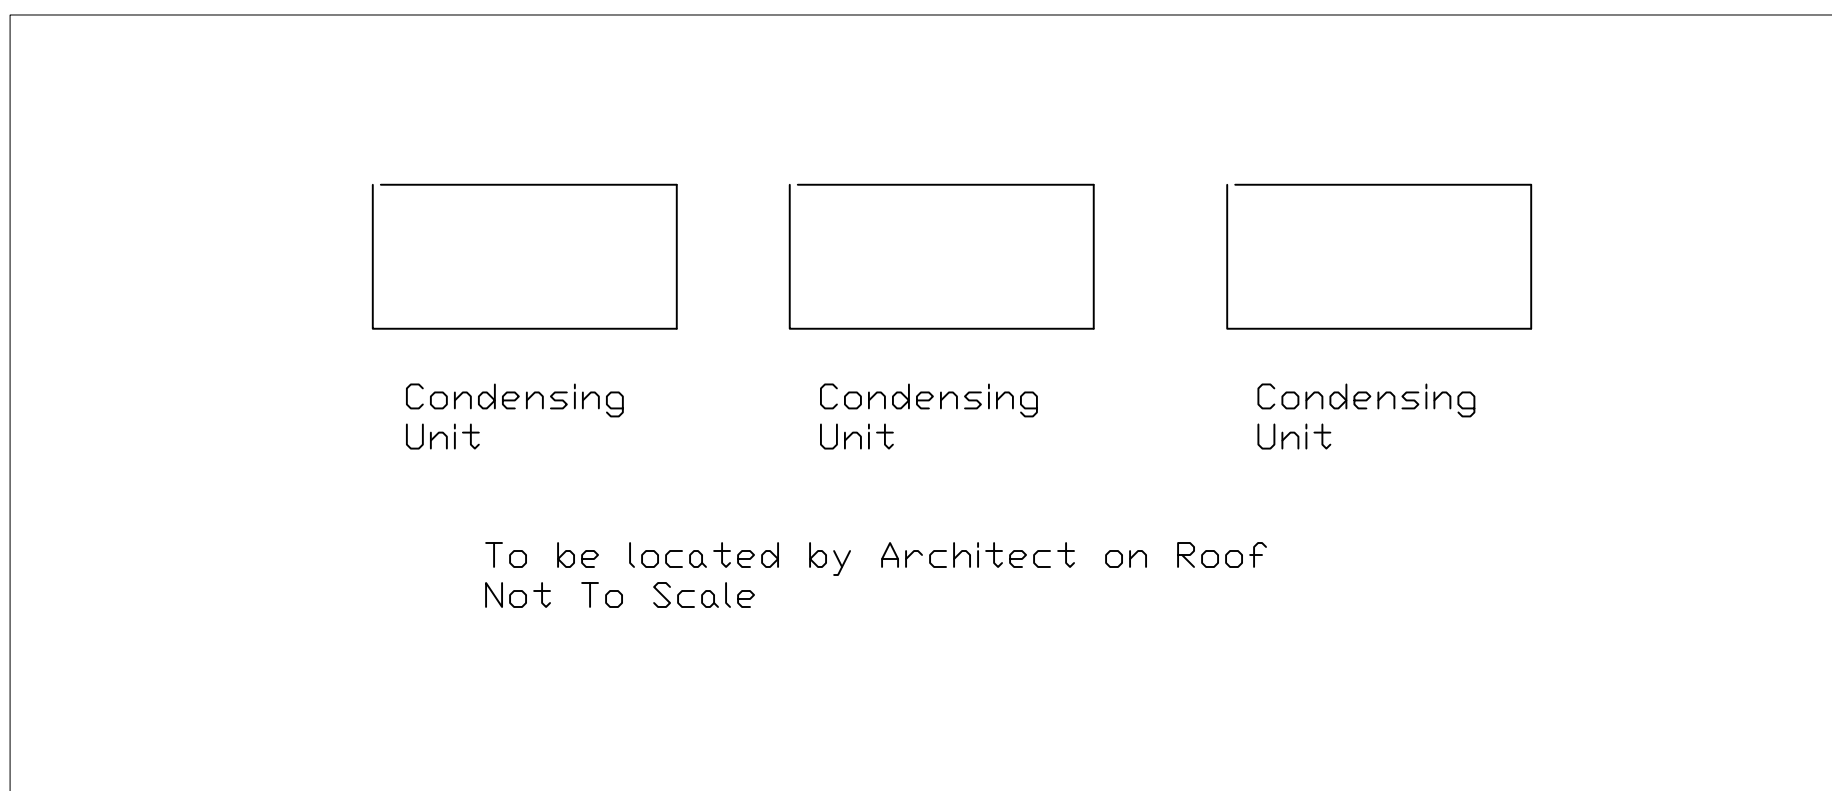 Condensing
Unit
Condensing
Unit
Condensing
Unit
To be located by Architect on Roof
Not To Scale